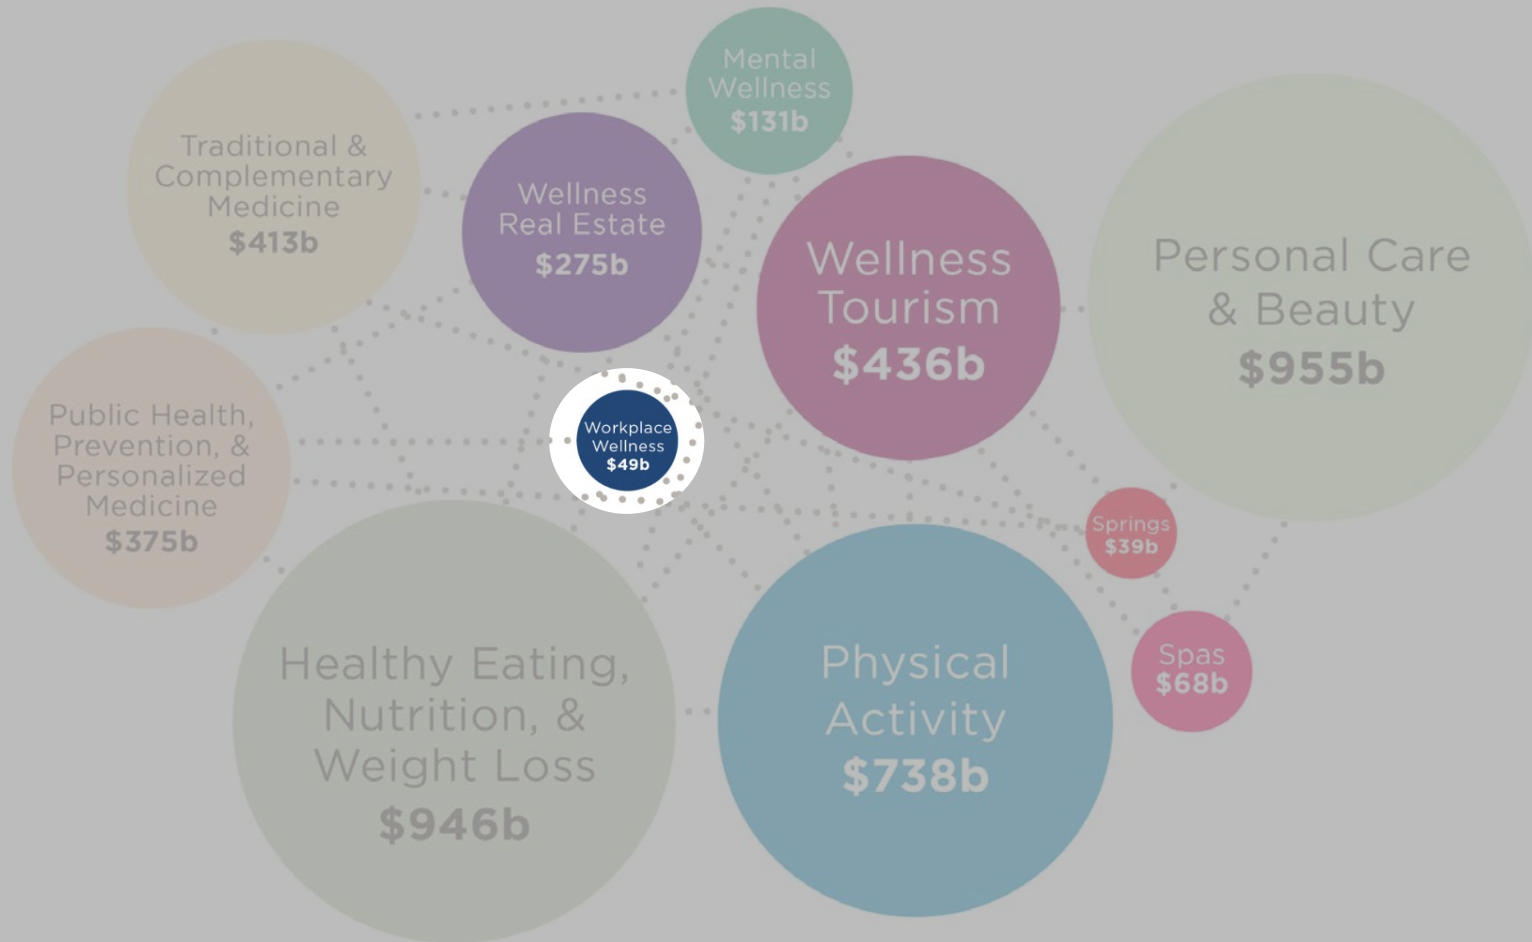 Mental
Wellness
$131b
Traditional &
Complementary
Medicine
$413b
Wellness
Real Estate
$275b
Wellness
Tourism
$436b
Personal Care
& Beauty
$955b
Public Health,
Prevention, &
Personalized
Medicine
$375b
Workplace
Wellness
$49b
Springs
$39b
Healthy Eating,
Nutrition, &
Weight Loss
$946b
Physical
Activity
$738b
Spas
$68b